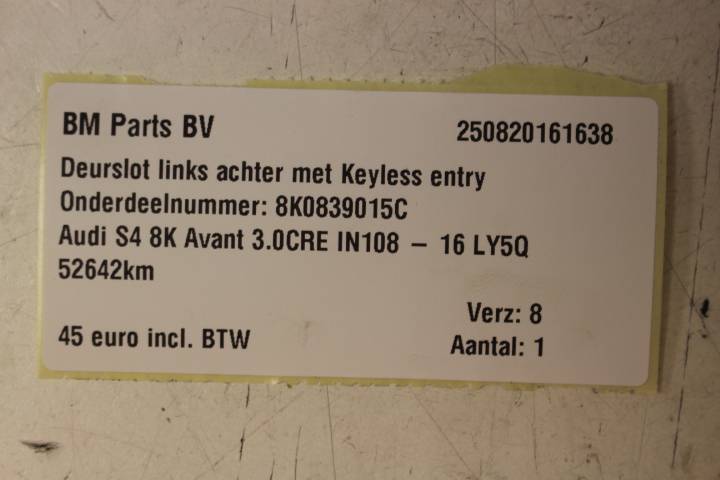 BM Parts BV 250820161638
Deurslot links achter met Keyless entry
Onderdeelnummer: 8K0839015C
Audi S4 8K Avant 3.0CRE IN108 – 16 LY5Q
52642km
Verz: 8
45 euro incl. BTW Aantal: 1